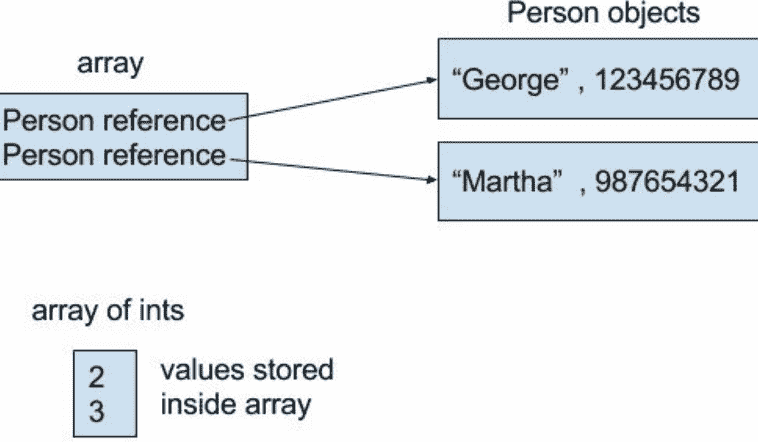 Person objects
array
“George” , 123456789
Person reference
Person reference
“Martha” , 987654321
array of ints
2
values stored
3
inside array